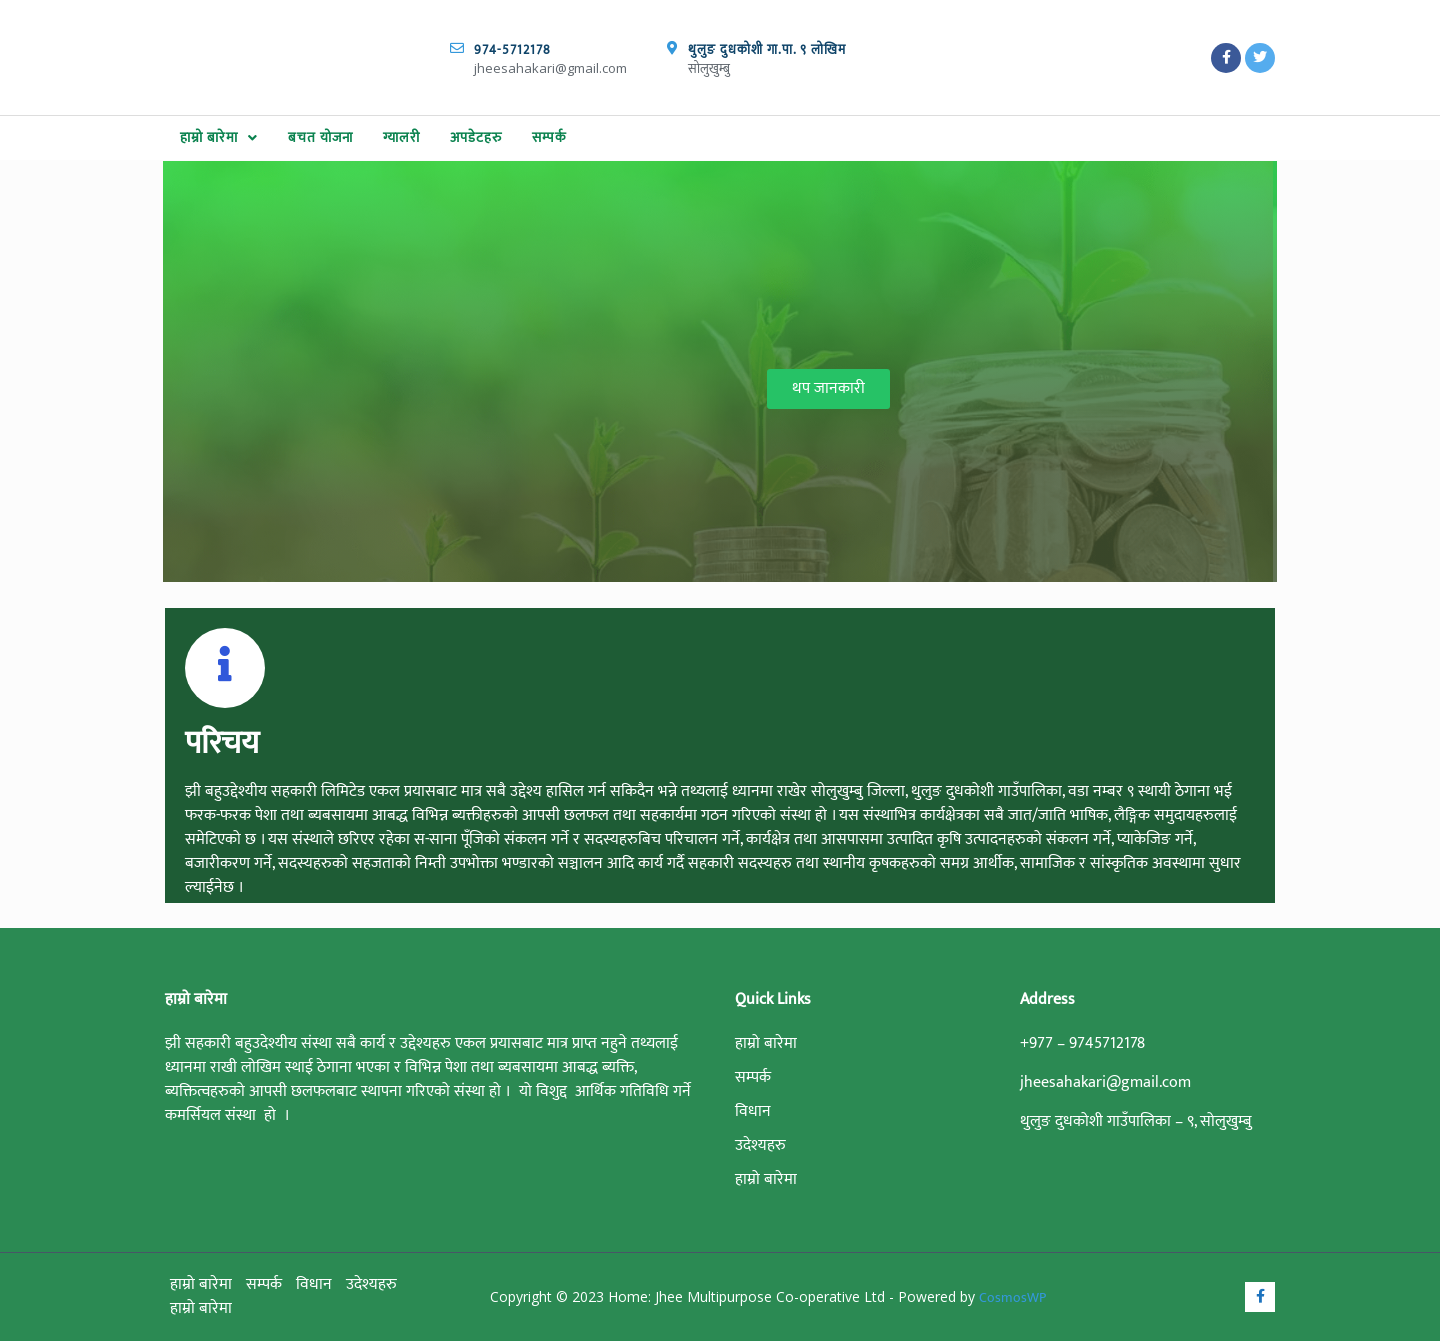 974-5712178
jheesahakari@gmail.com
थुलुङ दुधकोशी गा.पा. ९ लोखिम
सोलुखुम्बु
हाम्रो बारेमा
बचत योजना
ग्यालरी
अपडेटहरु
सम्पर्क
थप जानकारी
परिचय
झी बहुउद्देश्यीय सहकारी लिमिटेड एकल प्रयासबाट मात्र सबै उद्देश्य हासिल गर्न सकिदैन भन्ने तथ्यलाई ध्यानमा राखेर सोलुखुम्बु जिल्ला, थुलुङ दुधकोशी गाउँपालिका, वडा नम्बर ९ स्थायी ठेगाना भई
फरक-फरक पेशा तथा ब्यबसायमा आबद्ध विभिन्न ब्यक्तीहरुको आपसी छलफल तथा सहकार्यमा गठन गरिएको संस्था हो । यस संस्थाभित्र कार्यक्षेत्रका सबै जात/जाति भाषिक, लैङ्गिक समुदायहरुलाई
समेटिएको छ । यस संस्थाले छरिएर रहेका स-साना पूँजिको संकलन गर्ने र सदस्यहरुबिच परिचालन गर्ने, कार्यक्षेत्र तथा आसपासमा उत्पादित कृषि उत्पादनहरुको संकलन गर्ने, प्याकेजिङ गर्ने,
बजारीकरण गर्ने, सदस्यहरुको सहजताको निम्ती उपभोक्ता भण्डारको सञ्चालन आदि कार्य गर्दै सहकारी सदस्यहरु तथा स्थानीय कृषकहरुको समग्र आर्थीक, सामाजिक र सांस्कृतिक अवस्थामा सुधार
ल्याईनेछ ।
हाम्रो बारेमा
झी सहकारी बहुउदेश्यीय संस्था सबै कार्य र उद्देश्यहरु एकल प्रयासबाट मात्र प्राप्त नहुने तथ्यलाई
ध्यानमा राखी लोखिम स्थाई ठेगाना भएका र विभिन्न पेशा तथा ब्यबसायमा आबद्ध ब्यक्ति,
ब्यक्तित्वहरुको आपसी छलफलबाट स्थापना गरिएको संस्था हो । यो विशुद्द आर्थिक गतिविधि गर्ने
कमर्सियल संस्था हो ।
Quick Links
हाम्रो बारेमा
सम्पर्क
विधान
उदेश्यहरु
हाम्रो बारेमा
Address
+977 – 9745712178
jheesahakari@gmail.com
थुलुङ दुधकोशी गाउँपालिका – ९, सोलुखुम्बु
हाम्रो बारेमा सम्पर्क विधान उदेश्यहरु
हाम्रो बारेमा
Copyright © 2023 Home: Jhee Multipurpose Co-operative Ltd - Powered by CosmosWP